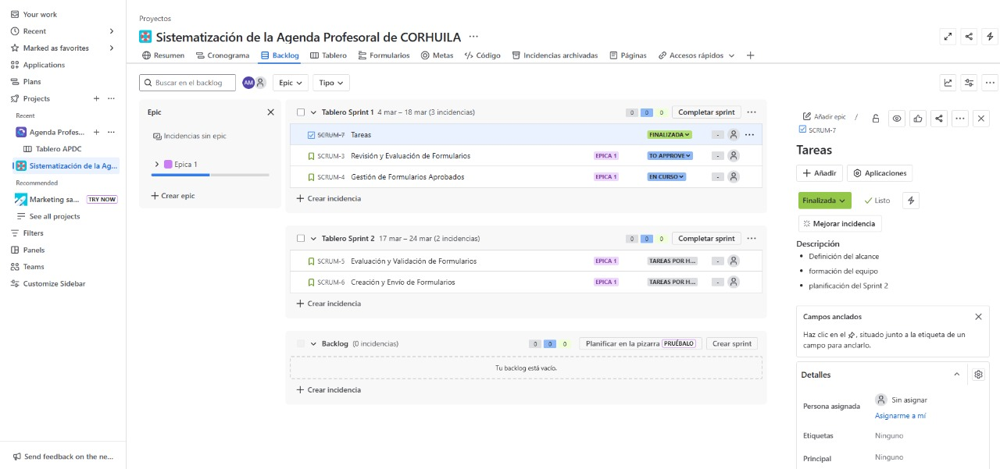 Your work
Recent
Marked as favorites
Applications
Plans
Projects
Recent
Agenda Profes...
Tablero APDC
Sistematización de la Ag...
Recommended
Marketing sa... TRY NOW
See all projects
Filters
Panels
Teams
Customize Sidebar
Send feedback on the ne...
Proyectos
Sistematización de la Agenda Profesoral de CORHUILA
Resumen Cronograma Backlog Tablero Formularios Metas Código Incidencias archivadas Páginas Accesos rápidos
Buscar en el backlog AM Epic Tipo
Epic
Incidencias sin epic
Epica 1
Crear epic
Tablero Sprint 1 4 mar – 18 mar (3 incidencias) 0 0 0 Completar sprint
SCRUM-7 Tareas FINALIZADA -
SCRUM-3 Revisión y Evaluación de Formularios EPICA 1 TO APPROVE -
SCRUM-4 Gestión de Formularios Aprobados EPICA 1 EN CURSO -
Crear incidencia
Tablero Sprint 2 17 mar – 24 mar (2 incidencias) 0 0 0 Completar sprint
SCRUM-5 Evaluación y Validación de Formularios EPICA 1 TAREAS POR H... -
SCRUM-6 Creación y Envío de Formularios EPICA 1 TAREAS POR H... -
Crear incidencia
Backlog (0 incidencias) 0 0 0 Planificar en la pizarra PRUÉBALO Crear sprint
Tu backlog está vacío.
Crear incidencia
Añadir epic /
SCRUM-7
Tareas
Añadir Aplicaciones
Finalizada Listo
Mejorar incidencia
Descripción
• Definición del alcance
• formación del equipo
• planificación del Sprint 2
Campos anclados
Haz clic en el , situado junto a la etiqueta de un
campo para anclarlo.
Detalles
Persona asignada Sin asignar
Asignarme a mí
Etiquetas Ninguno
Principal Ninguno